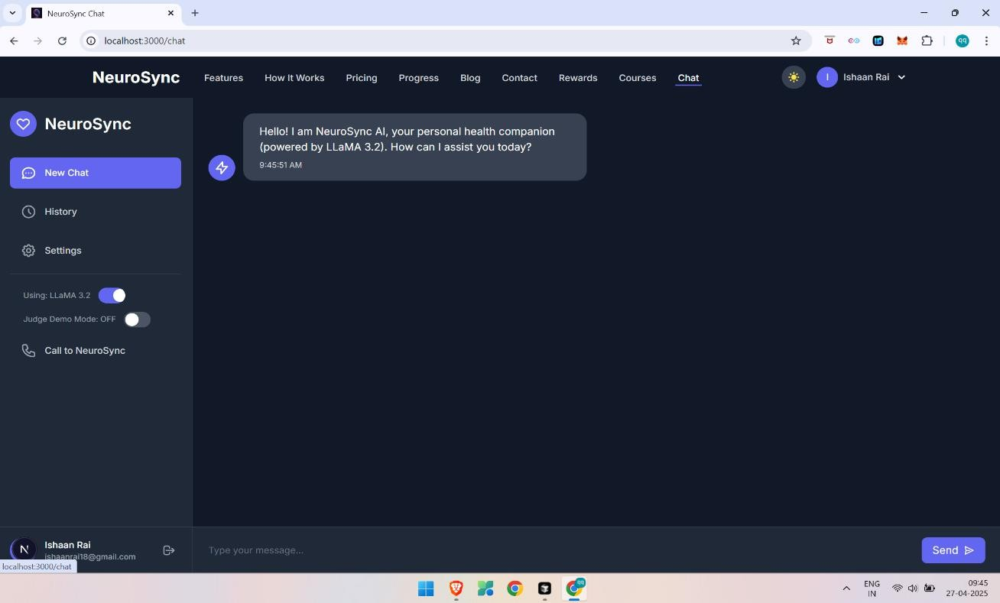 NeuroSync Chat
localhost:3000/chat
qq
NeuroSync
Features
How It Works
Pricing
Progress
Blog
Contact
Rewards
Courses
Chat
I
Ishaan Rai
NeuroSync
New Chat
History
Settings
Using: LLaMA 3.2
Judge Demo Mode: OFF
Call to NeuroSync
Hello! I am NeuroSync AI, your personal health companion
(powered by LLaMA 3.2). How can I assist you today?
9:45:51 AM
N
Ishaan Rai
ishaanrai18@gmail.com
localhost:3000/chat
Type your message...
Send
qq
ENG
IN
09:45
27-04-2025